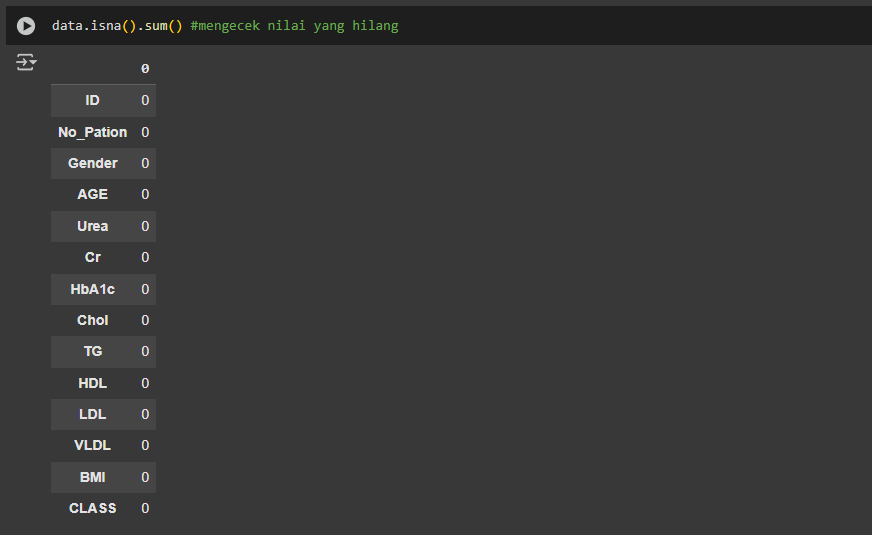 data.isna().sum() #mengecek nilai yang hilang
0
ID 0
No_Pation 0
Gender 0
AGE 0
Urea 0
Cr 0
HbA1c 0
Chol 0
TG 0
HDL 0
LDL 0
VLDL 0
BMI 0
CLASS 0